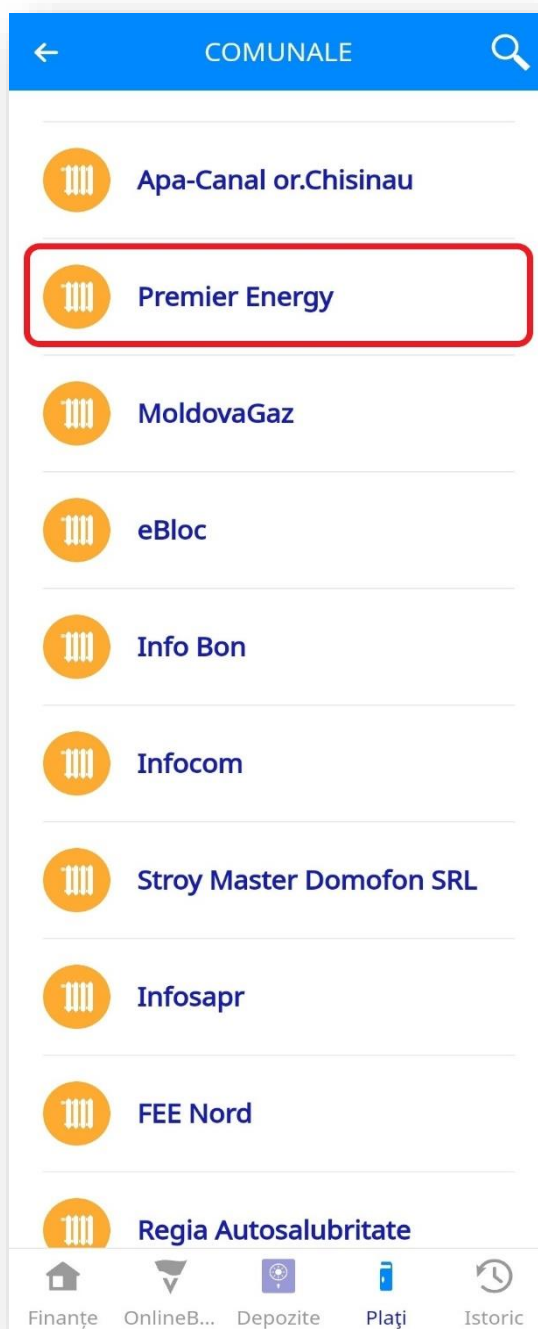 COMUNALE
Apa-Canal or.Chisinau
Premier Energy
MoldovaGaz
eBloc
Info Bon
Infocom
Stroy Master Domofon SRL
Infosapr
FEE Nord
Regia Autosalubritate
Finanțe OnlineB... Depozite Plaţi Istoric